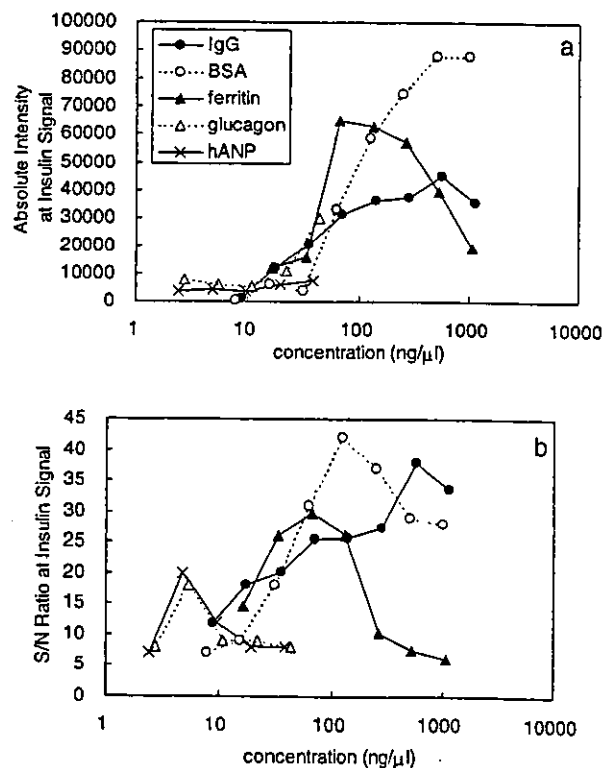 a
100000
90000
80000
70000
60000
50000
40000
30000
20000
10000
0
Absolute Intensity
at Insulin Signal
IgG
BSA
ferritin
glucagon
hANP
1 10 100 1000 10000
concentration (ng/µl)
b
45
40
35
30
25
20
15
10
5
0
S/N Ratio at Insulin Signal
1 10 100 1000 10000
concentration (ng/µl)